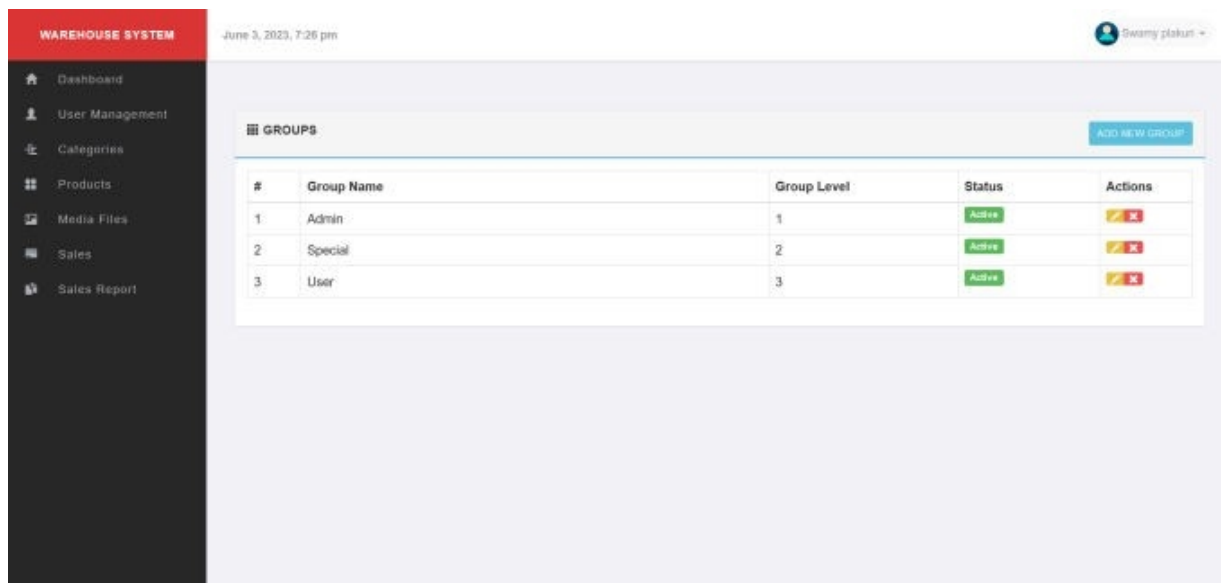 WAREHOUSE SYSTEM
June 3, 2023, 7:26 pm
Swamy plakuri
Dashboard
User Management
Categories
Products
Media Files
Sales
Sales Report
GROUPS
ADD NEW GROUP
# Group Name Group Level Status Actions
1 Admin 1 Active
2 Special 2 Active
3 User 3 Active